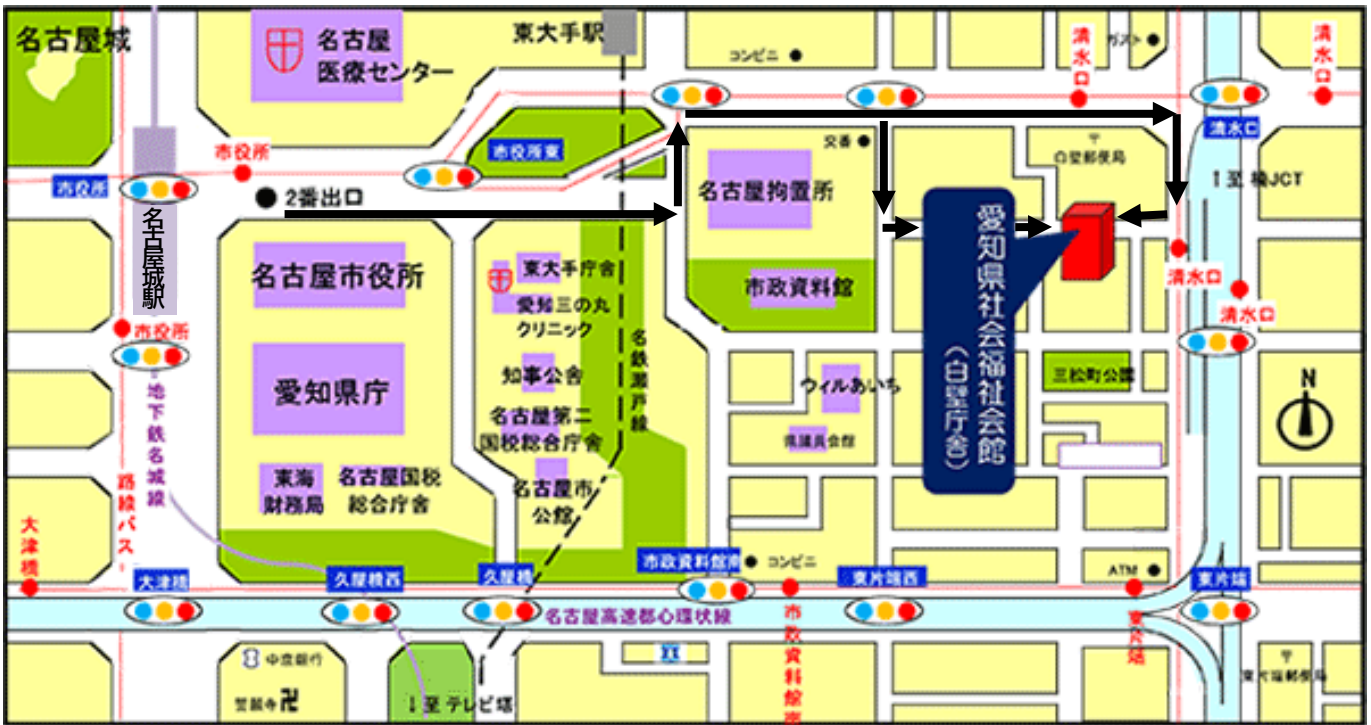 名古屋城
名古屋
医療センター
東大手駅
コンビニ
清水口
ガスト
清水口
市役所
市役所
2番出口
市役所東
交番
〒
白壁郵便局
清水口
↑至 楠JCT
名古屋拘置所
名古屋城駅
愛知県社会福祉会館
(白壁庁舎)
名古屋市役所
東大手庁舎
愛知三の丸
クリニック
市政資料館
清水口
清水口
市役所
名鉄瀬戸線
愛知県庁
知事公舎
ウィルあいち
三松町公園
N
地下鉄名城線
名古屋第二
国税総合庁舎
県議員会館
東海
財務局
名古屋国税
総合庁舎
名古屋市
公館
路線バス
大津橋
大津橋
久屋橋西
久屋橋
市政資料館南
コンビニ
東片端西
ATM
東片端
名古屋高速都心環状線
市政資料館南
東片端
中京銀行
〒
東片端郵便局
↓至 テレビ塔